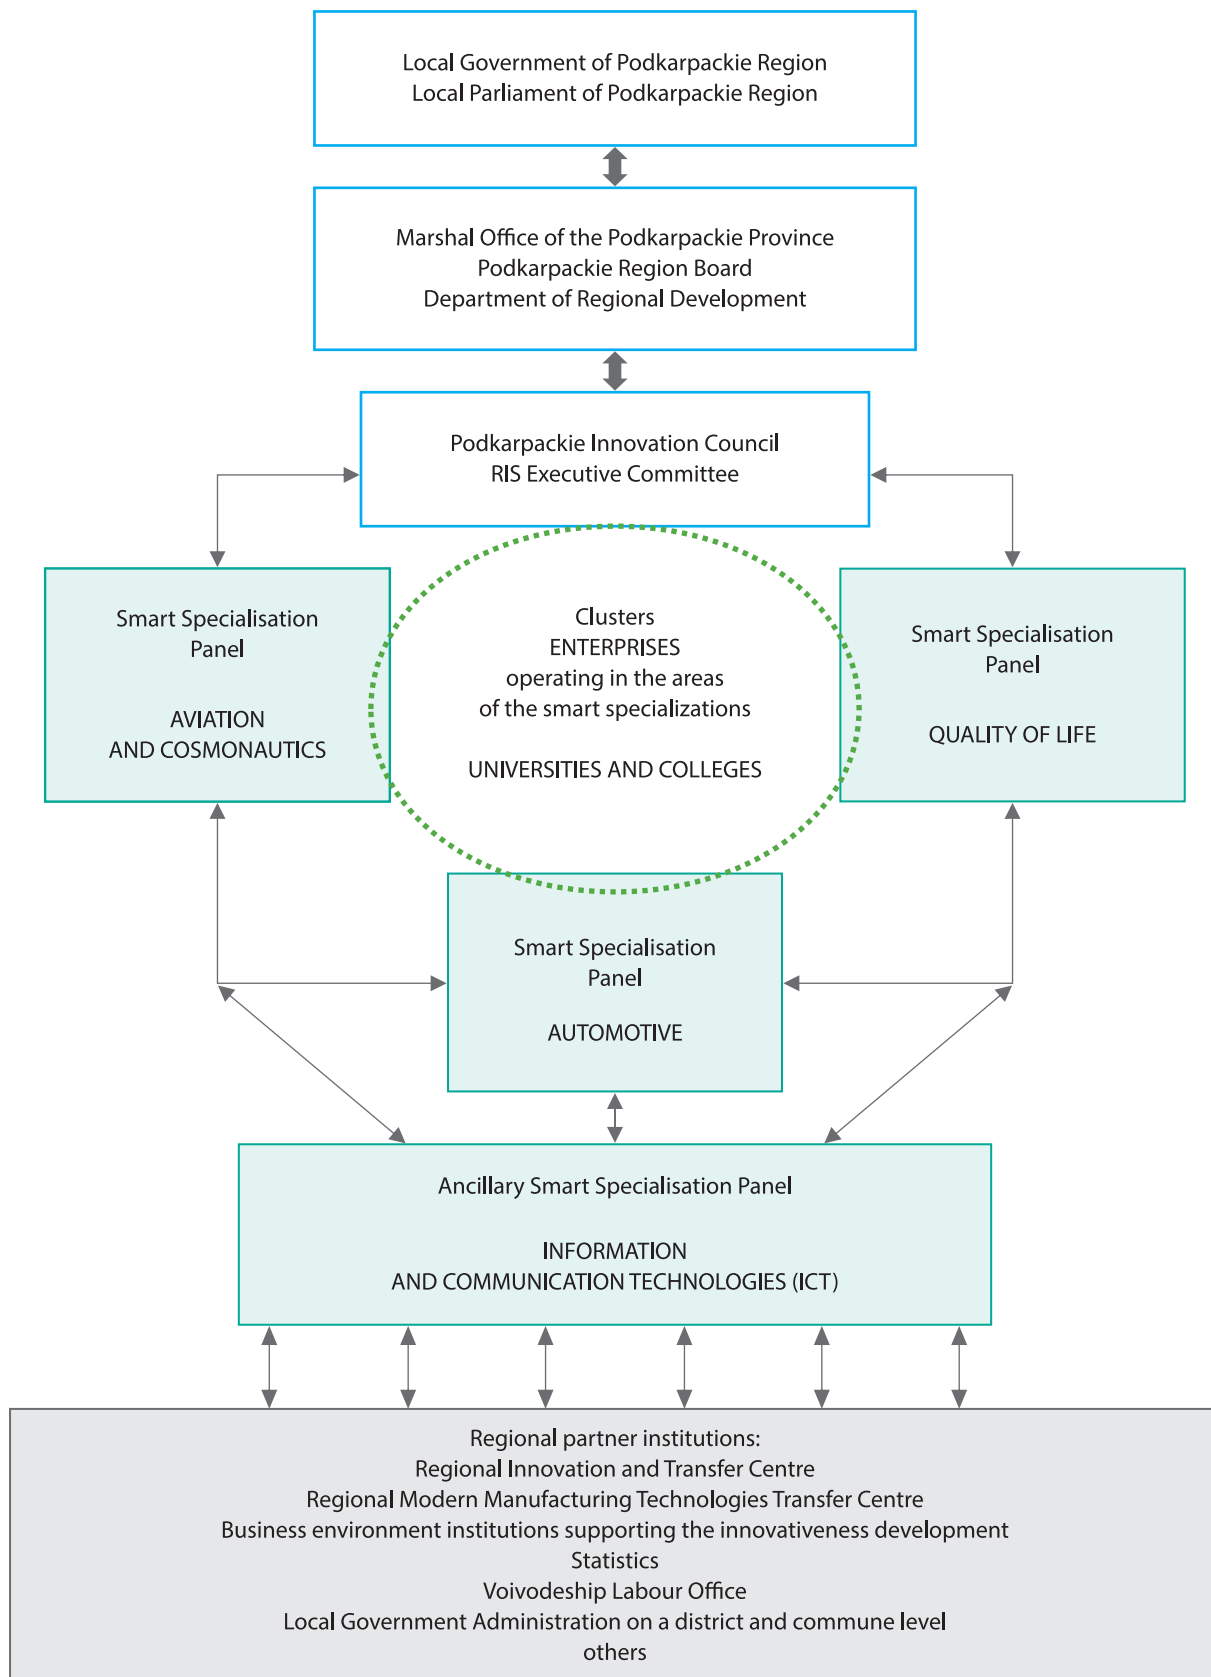 Local Government of Podkarpackie Region
Local Parliament of Podkarpackie Region
Marshal Office of the Podkarpackie Province
Podkarpackie Region Board
Department of Regional Development
Podkarpackie Innovation Council
RIS Executive Committee
Smart Specialisation
Panel
AVIATION
AND COSMONAUTICS
Clusters
ENTERPRISES
operating in the areas
of the smart specializations
UNIVERSITIES AND COLLEGES
Smart Specialisation
Panel
QUALITY OF LIFE
Smart Specialisation
Panel
AUTOMOTIVE
Ancillary Smart Specialisation Panel
INFORMATION
AND COMMUNICATION TECHNOLOGIES (ICT)
Regional partner institutions:
Regional Innovation and Transfer Centre
Regional Modern Manufacturing Technologies Transfer Centre
Business environment institutions supporting the innovativeness development
Statistics
Voivodeship Labour Office
Local Government Administration on a district and commune level
others